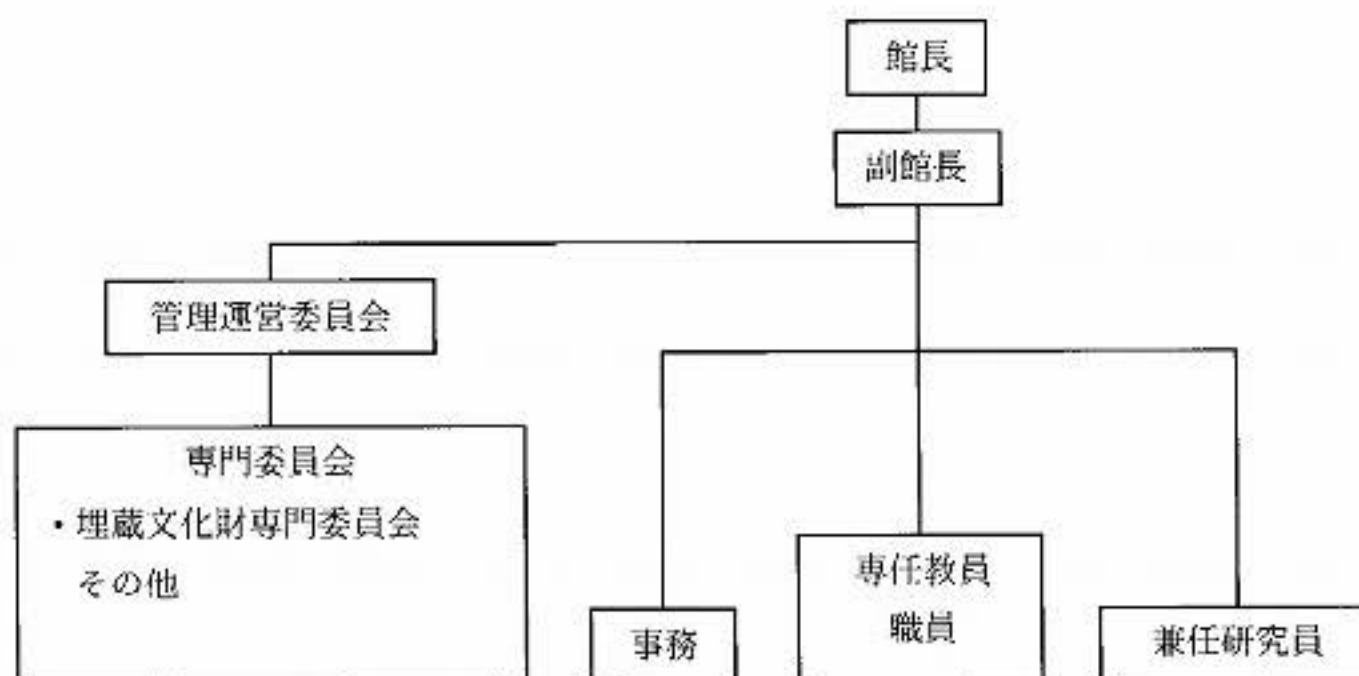 館長
副館長
管理運営委員会
専門委員会
・埋蔵文化財専門委員会
その他
事務
専任教員
職員
兼任研究員